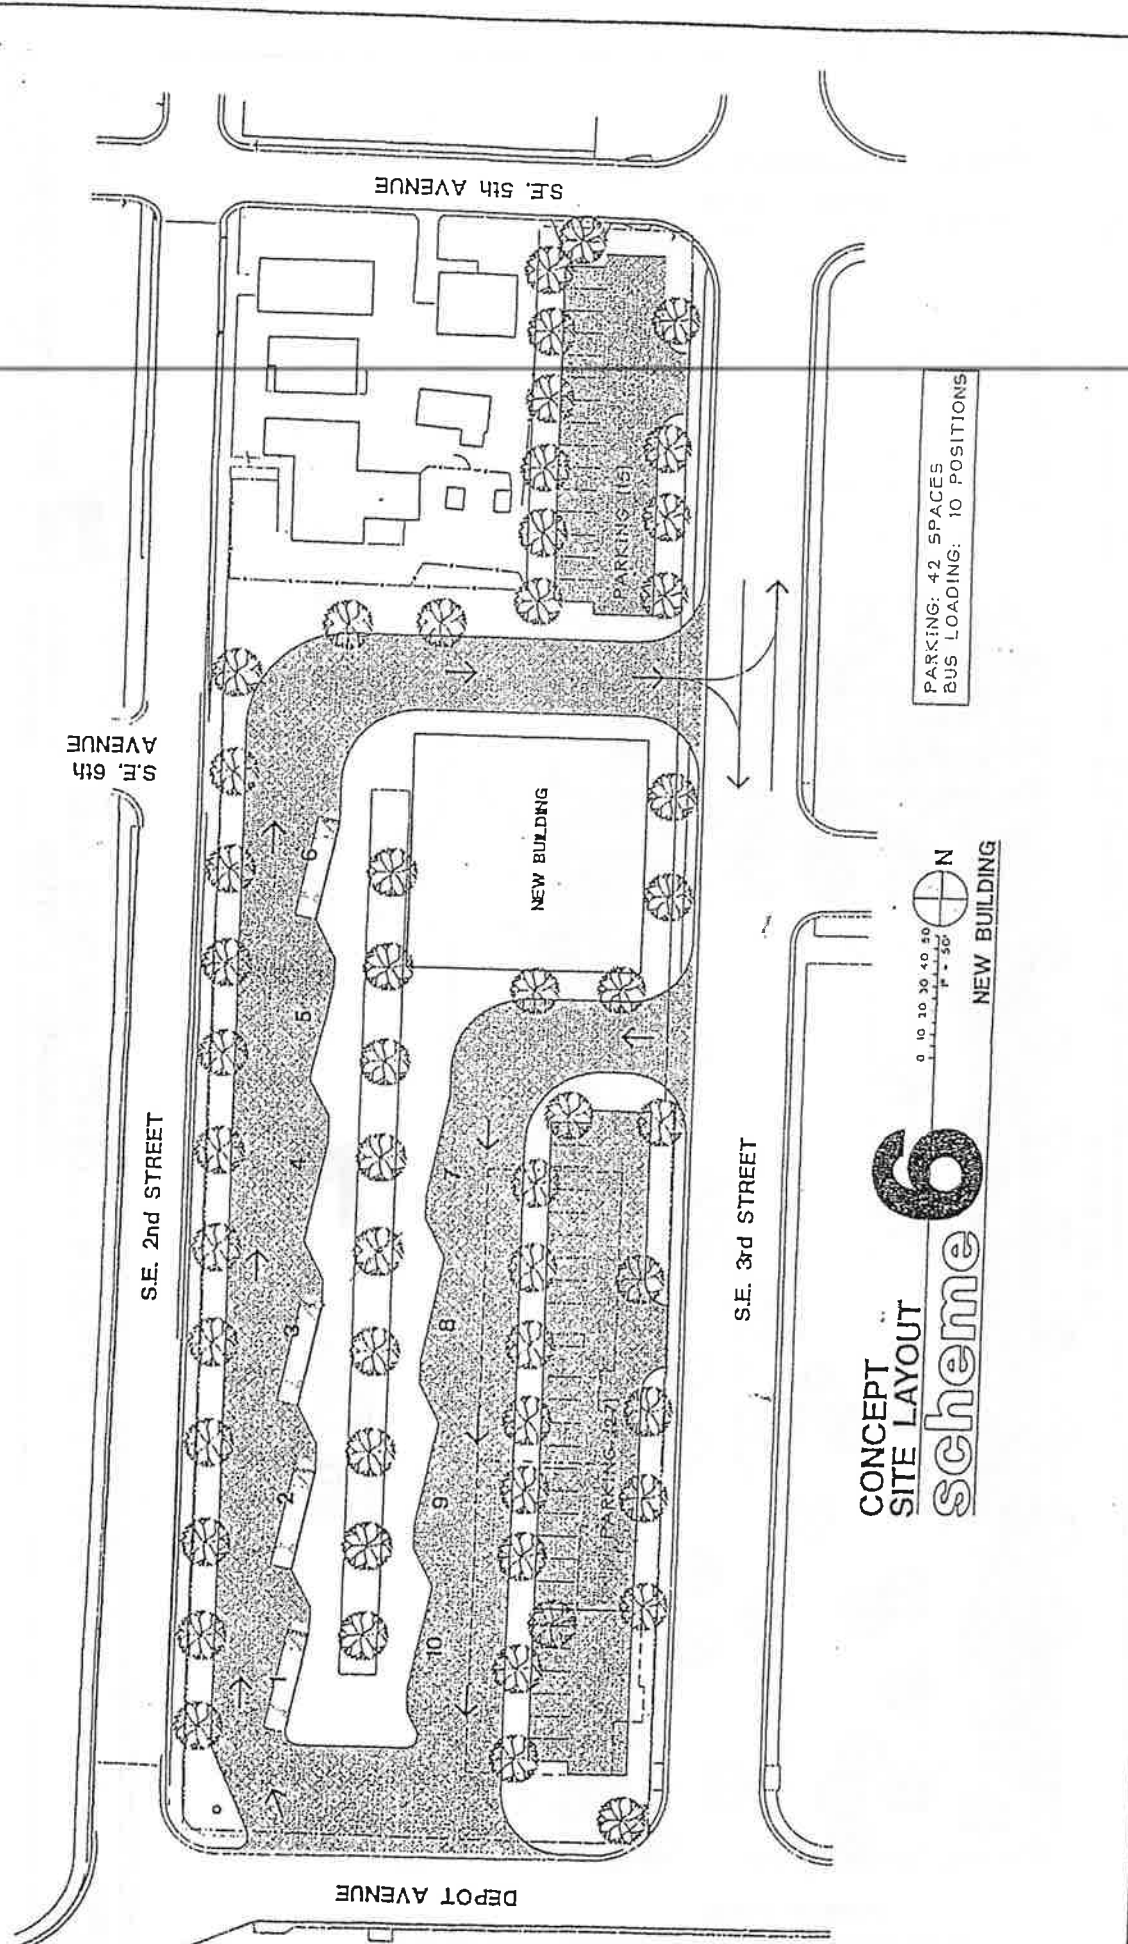 S.E. 5th AVENUE
PARKING (15)
S.E. 6th
AVENUE
PARKING: 42 SPACES
BUS LOADING: 10 POSITIONS
NEW BUILDING
6
5
4
3
2
1
7
8
9
10
S.E. 2nd STREET
S.E. 3rd STREET
PARKING (27)
DEPOT AVENUE
CONCEPT
SITE LAYOUT
scheme 6
0 10 20 30 40 50
1" = 50'
N
NEW BUILDING